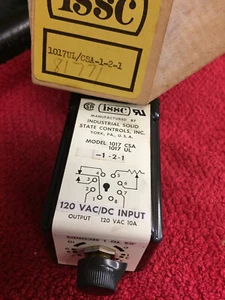 issc
1017UL/CSA-1-2-1
issc
MANUFACTURED BY
INDUSTRIAL SOLID
STATE CONTROLS, INC.
YORK, PA., U.S.A.
MODEL 1017 CSA
1017 UL
-1-2-1
120 VAC/DC INPUT
OUTPUT 120 VAC 10A